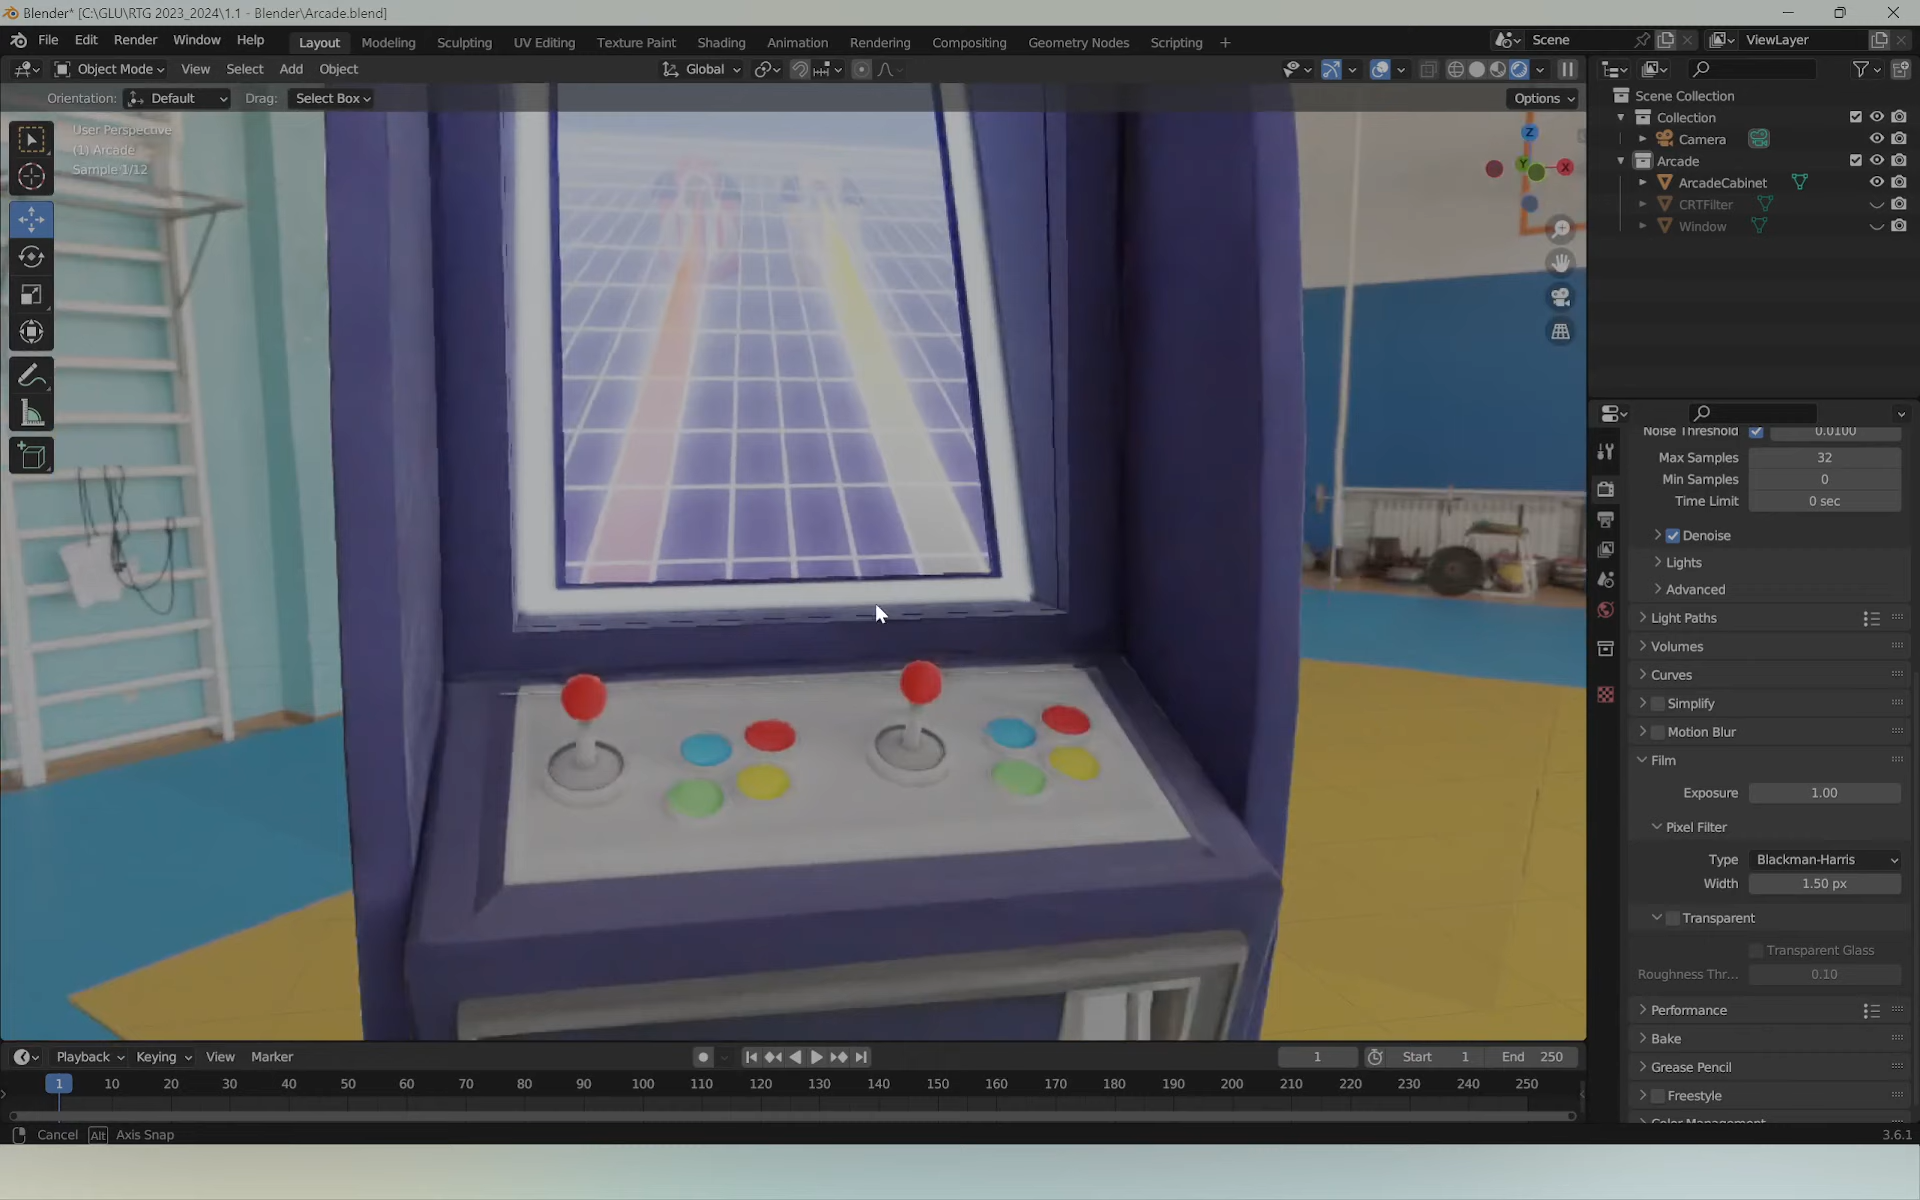 Blender* [C:\GLU\RTG 2023_2024\1.1 - Blender\Arcade.blend]
File Edit Render Window Help Layout Modeling Sculpting UV Editing Texture Paint Shading Animation Rendering Compositing Geometry Nodes Scripting + Scene ViewLayer
Object Mode View Select Add Object Global
Orientation: Default Drag: Select Box Options
User Perspective
(1) Arcade
Sample 1/12
Z
Y
X
Scene Collection
Collection
Camera
Arcade
ArcadeCabinet
CRTFilter
Window
Noise Threshold 0.0100
Max Samples 32
Min Samples 0
Time Limit 0 sec
Denoise
Lights
Advanced
Light Paths
Volumes
Curves
Simplify
Motion Blur
Film
Exposure 1.00
Pixel Filter
Type Blackman-Harris
Width 1.50 px
Transparent
Transparent Glass
Roughness Thr... 0.10
Performance
Bake
Grease Pencil
Freestyle
Color Management
Playback Keying View Marker 1 Start 1 End 250
1 10 20 30 40 50 60 70 80 90 100 110 120 130 140 150 160 170 180 190 200 210 220 230 240 250
Cancel Alt Axis Snap 3.6.1